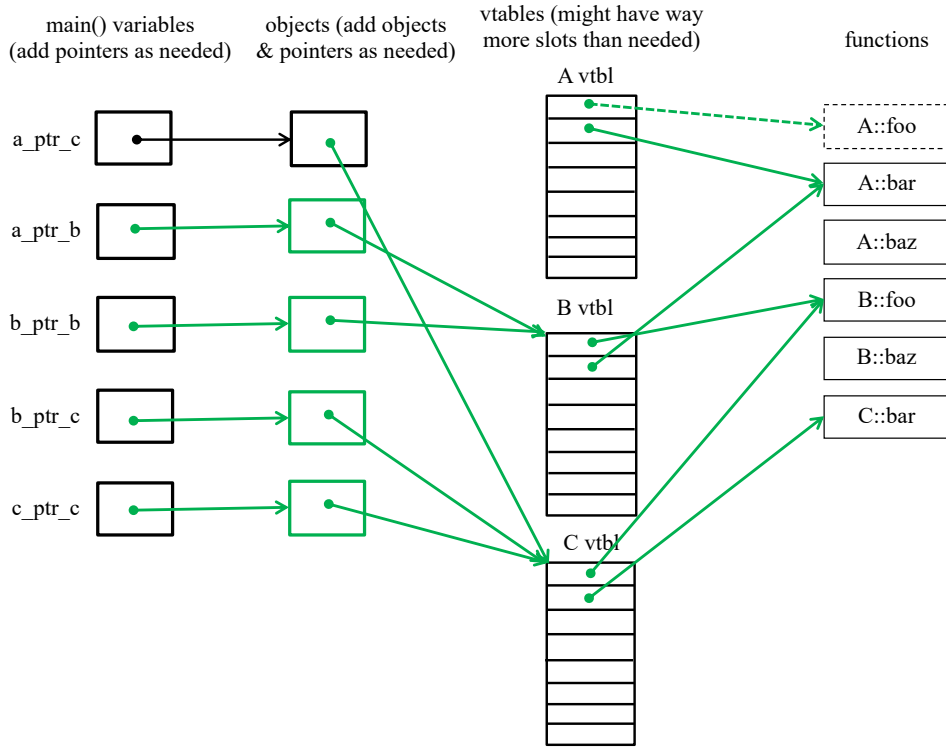 main() variables
(add pointers as needed)
objects (add objects
& pointers as needed)
vtables (might have way
more slots than needed)
functions
A vtbl
a_ptr_c
A::foo
A::bar
a_ptr_b
A::baz
b_ptr_b
B vtbl
B::foo
B::baz
b_ptr_c
C::bar
c_ptr_c
C vtbl